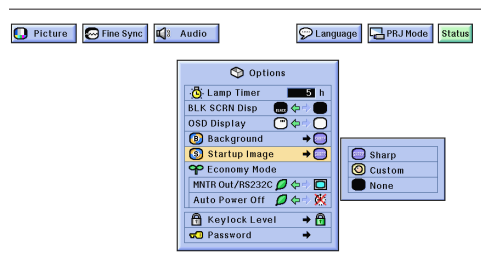 Picture Fine Sync Audio Language PRJ Mode Status
Options
Lamp Timer 5 h
BLK SCRN Disp
OSD Display
B Background
S Startup Image
Economy Mode
MNTR Out/RS232C
Auto Power Off
Keylock Level
Password
Sharp
Custom
None